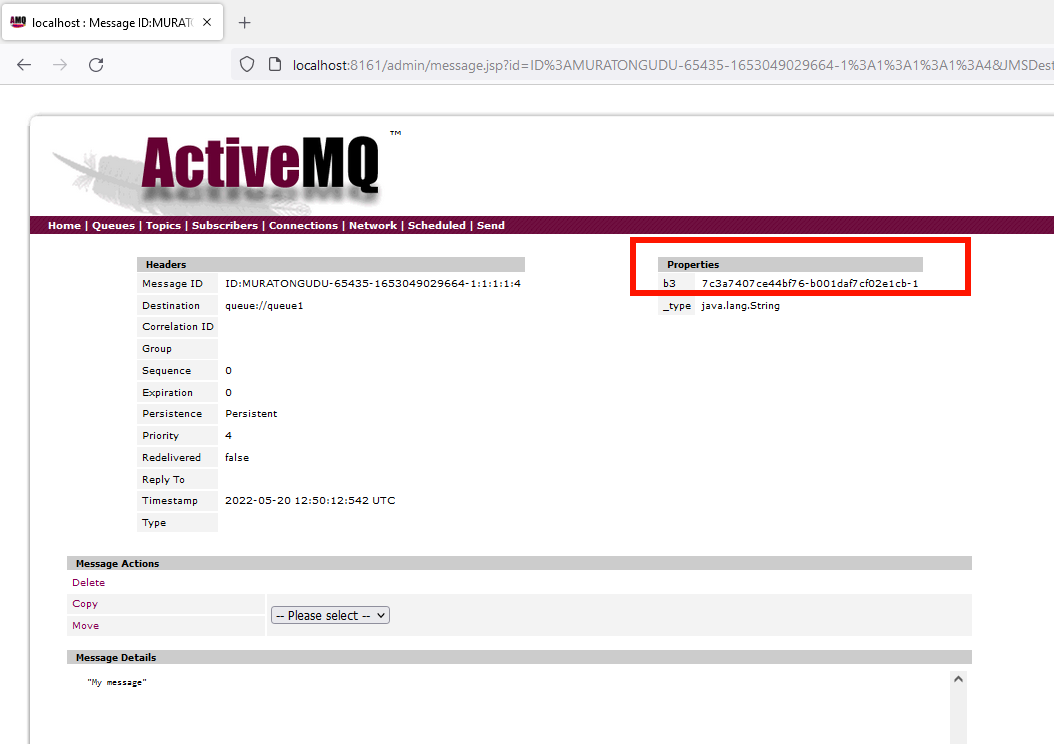 localhost : Message ID:MURATO
localhost:8161/admin/message.jsp?id=ID%3AMURATONGUDU-65435-1653049029664-1%3A1%3A1%3A1%3A4&JMSDest
ActiveMQ ™
Home | Queues | Topics | Subscribers | Connections | Network | Scheduled | Send
Headers
Message ID ID:MURATONGUDU-65435-1653049029664-1:1:1:1:4
Destination queue://queue1
Correlation ID
Group
Sequence 0
Expiration 0
Persistence Persistent
Priority 4
Redelivered false
Reply To
Timestamp 2022-05-20 12:50:12:542 UTC
Type
Properties
b3 7c3a7407ce44bf76-b001daf7cf02e1cb-1
_type java.lang.String
Message Actions
Delete
Copy
-- Please select --
Move
Message Details
"My message"